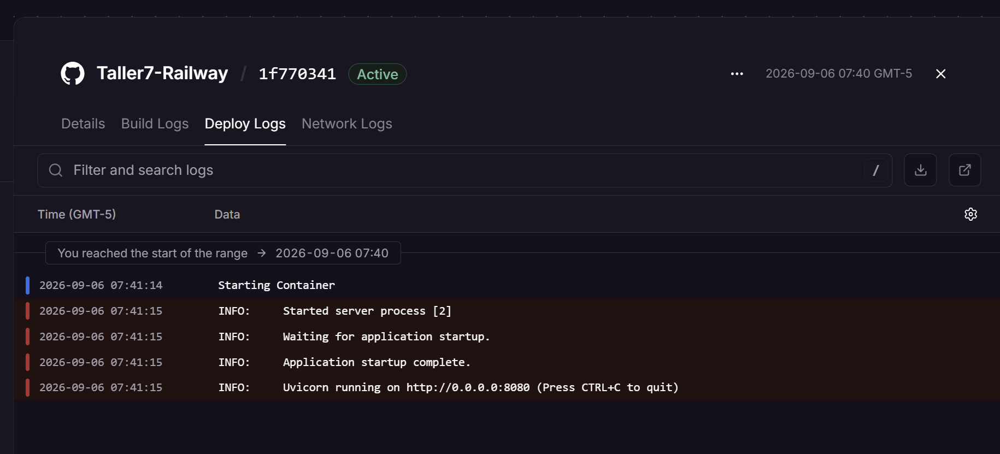 Taller7-Railway / 1f770341 Active ... 2026-09-06 07:40 GMT-5
Details Build Logs Deploy Logs Network Logs
Filter and search logs /
Time (GMT-5) Data
You reached the start of the range → 2026-09-06 07:40
2026-09-06 07:41:14 Starting Container
2026-09-06 07:41:15 INFO: Started server process [2]
2026-09-06 07:41:15 INFO: Waiting for application startup.
2026-09-06 07:41:15 INFO: Application startup complete.
2026-09-06 07:41:15 INFO: Uvicorn running on http://0.0.0.0:8080 (Press CTRL+C to quit)